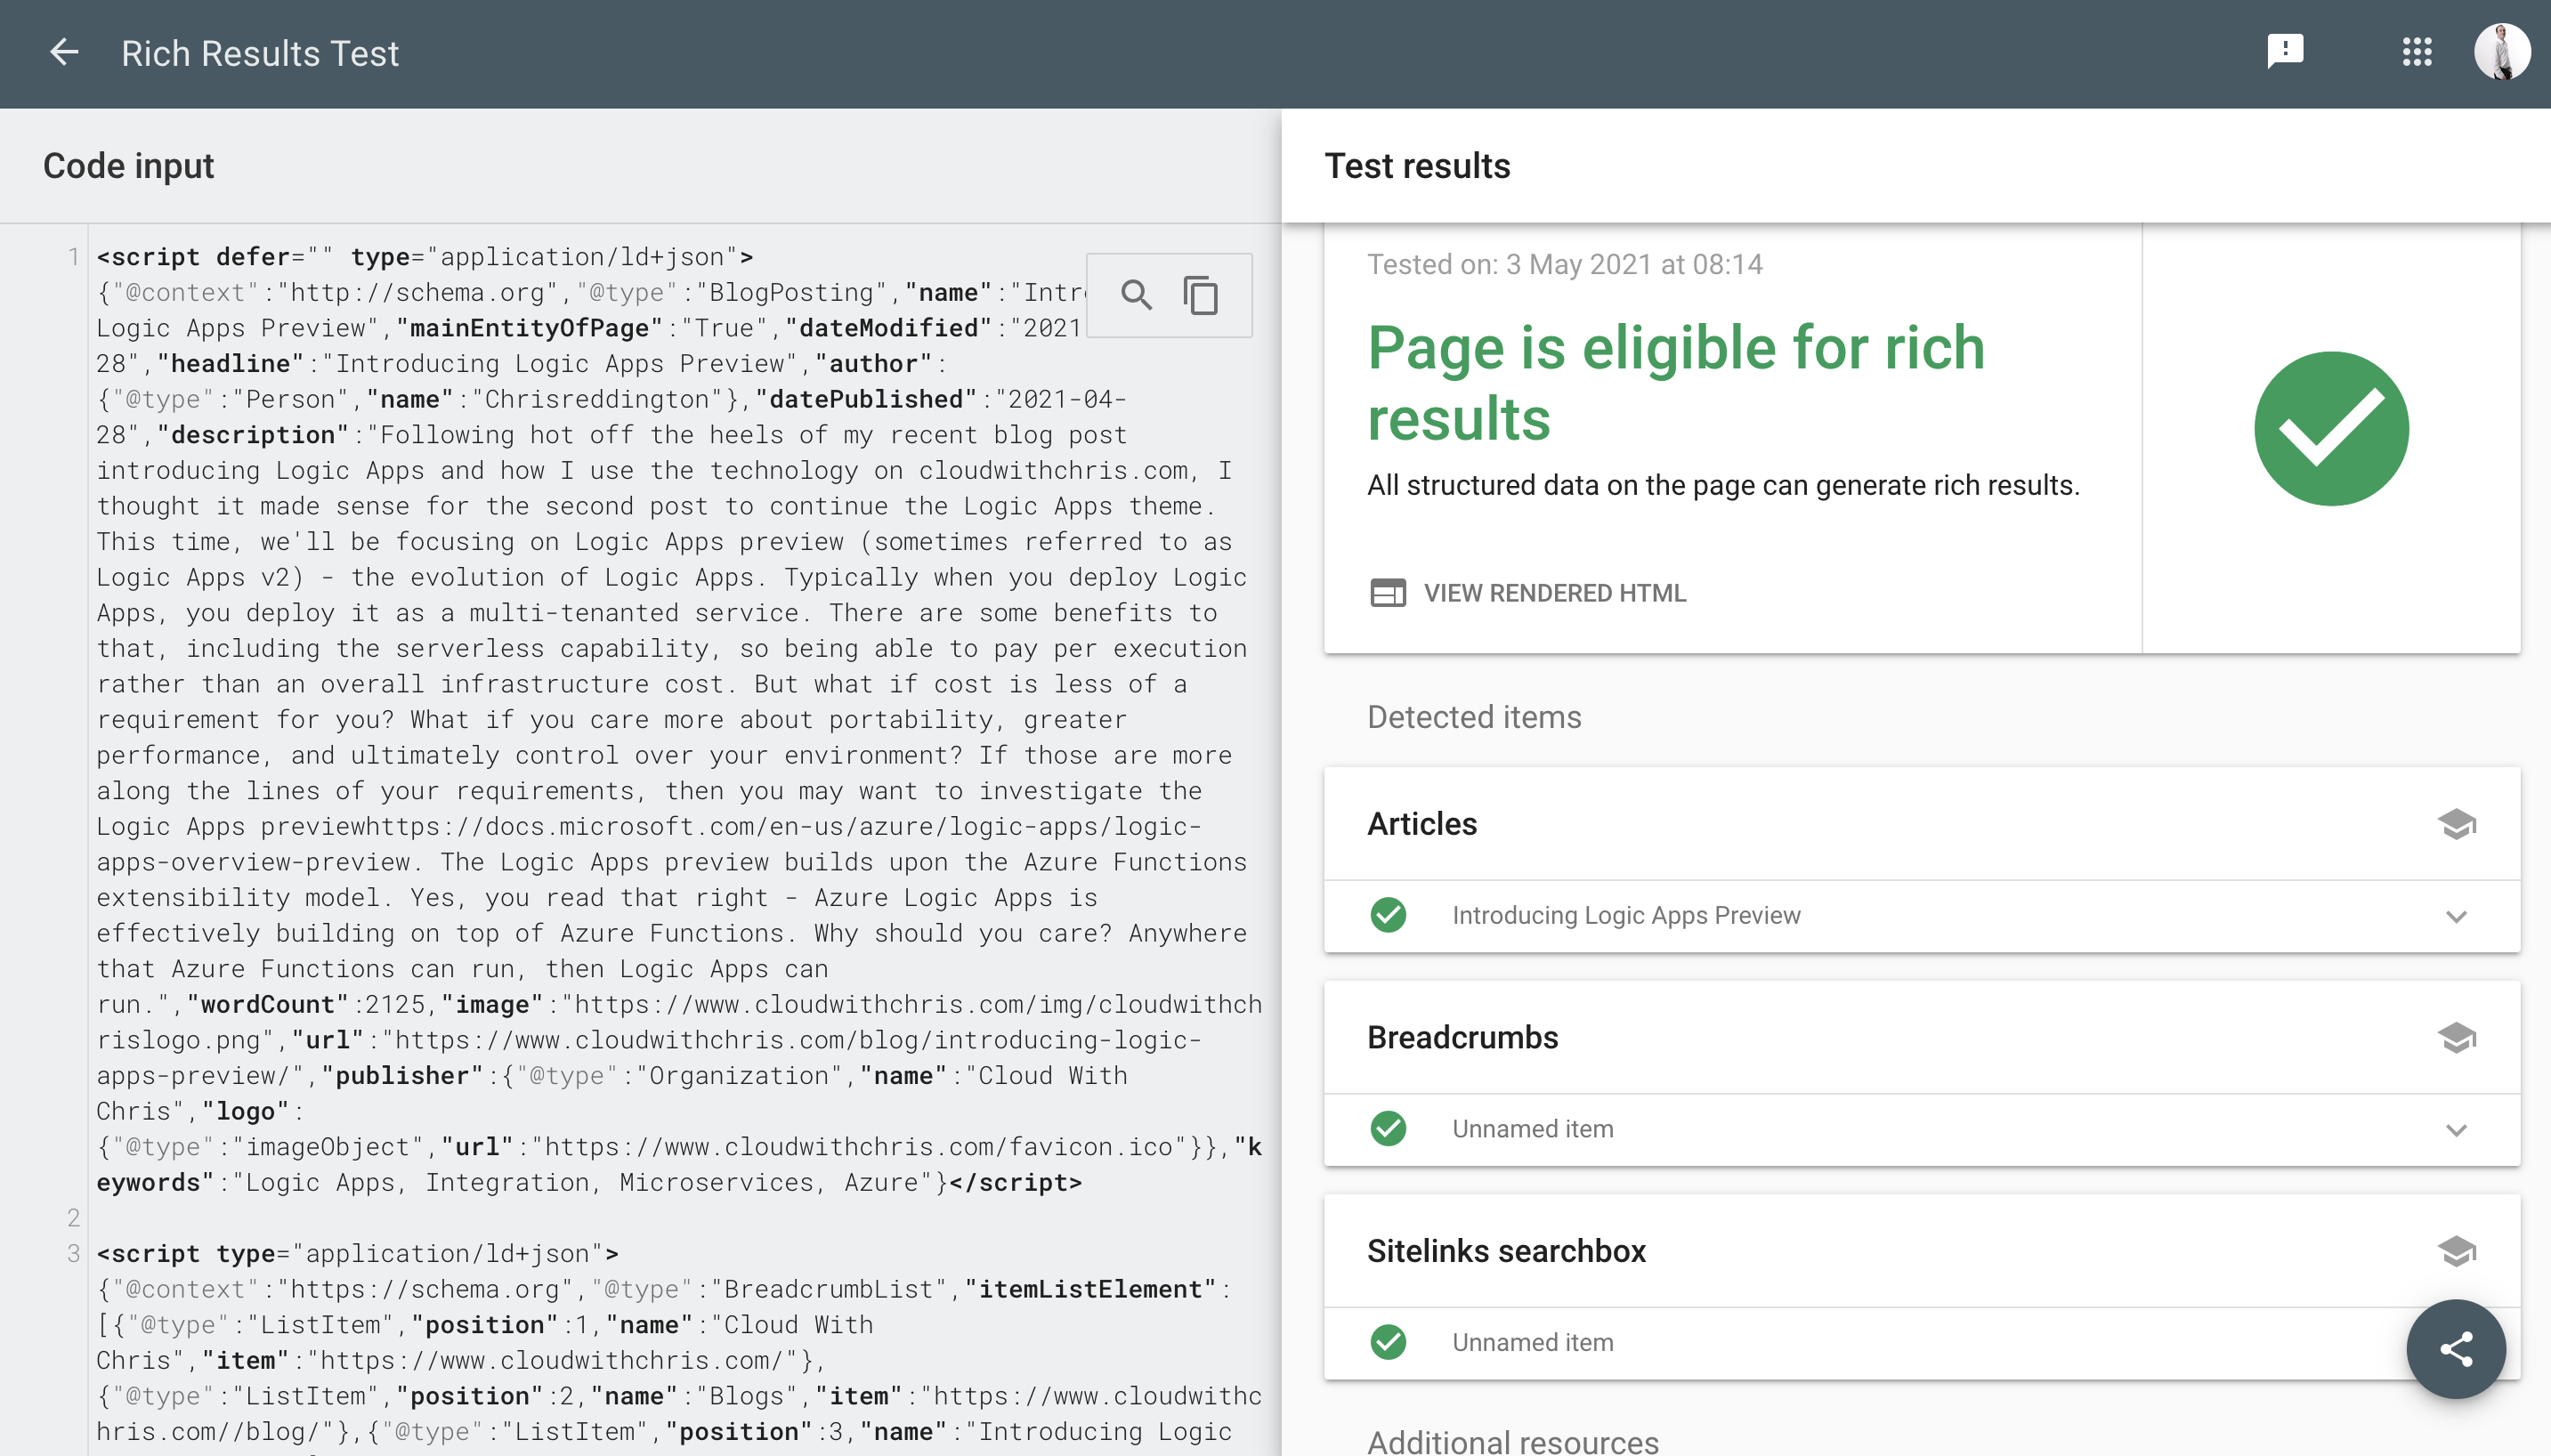 Rich Results Test
Code input
1
<script defer="" type="application/ld+json">
{"@context":"http://schema.org","@type":"BlogPosting","name":"Intr
Logic Apps Preview","mainEntityOfPage":"True","dateModified":"2021
28","headline":"Introducing Logic Apps Preview","author":
{"@type":"Person","name":"Chrisreddington"},"datePublished":"2021-04-
28","description":"Following hot off the heels of my recent blog post
introducing Logic Apps and how I use the technology on cloudwithchris.com, I
thought it made sense for the second post to continue the Logic Apps theme.
This time, we'll be focusing on Logic Apps preview (sometimes referred to as
Logic Apps v2) - the evolution of Logic Apps. Typically when you deploy Logic
Apps, you deploy it as a multi-tenanted service. There are some benefits to
that, including the serverless capability, so being able to pay per execution
rather than an overall infrastructure cost. But what if cost is less of a
requirement for you? What if you care more about portability, greater
performance, and ultimately control over your environment? If those are more
along the lines of your requirements, then you may want to investigate the
Logic Apps previewhttps://docs.microsoft.com/en-us/azure/logic-apps/logic-
apps-overview-preview. The Logic Apps preview builds upon the Azure Functions
extensibility model. Yes, you read that right - Azure Logic Apps is
effectively building on top of Azure Functions. Why should you care? Anywhere
that Azure Functions can run, then Logic Apps can
run.","wordCount":2125,"image":"https://www.cloudwithchris.com/img/cloudwithch
rislogo.png","url":"https://www.cloudwithchris.com/blog/introducing-logic-
apps-preview/","publisher":{"@type":"Organization","name":"Cloud With
Chris","logo":
{"@type":"imageObject","url":"https://www.cloudwithchris.com/favicon.ico"}},"k
eywords":"Logic Apps, Integration, Microservices, Azure"}</script>
2
3
<script type="application/ld+json">
{"@context":"https://schema.org","@type":"BreadcrumbList","itemListElement":
[{"@type":"ListItem","position":1,"name":"Cloud With
Chris","item":"https://www.cloudwithchris.com/"},
{"@type":"ListItem","position":2,"name":"Blogs","item":"https://www.cloudwithc
hris.com//blog/"},{"@type":"ListItem","position":3,"name":"Introducing Logic
Test results
Tested on: 3 May 2021 at 08:14
Page is eligible for rich
results
All structured data on the page can generate rich results.
VIEW RENDERED HTML
Detected items
Articles
Introducing Logic Apps Preview
Breadcrumbs
Unnamed item
Sitelinks searchbox
Unnamed item
Additional resources